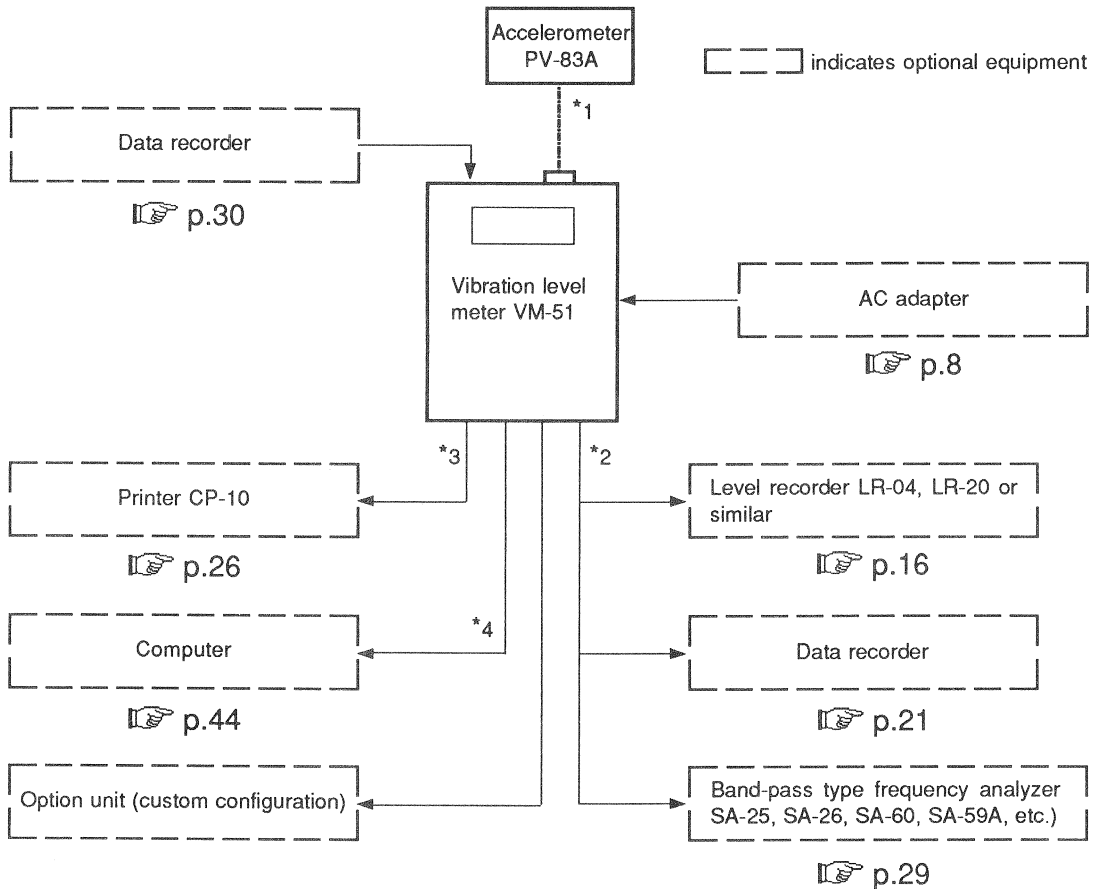 Accelerometer
PV-83A
indicates optional equipment
*1
Data recorder
p.30
Vibration level
meter VM-51
AC adapter
p.8
*3
*2
Printer CP-10
p.26
Level recorder LR-04, LR-20 or
similar
p.16
*4
Computer
p.44
Data recorder
p.21
Option unit (custom configuration)
Band-pass type frequency analyzer
SA-25, SA-26, SA-60, SA-59A, etc.)
p.29